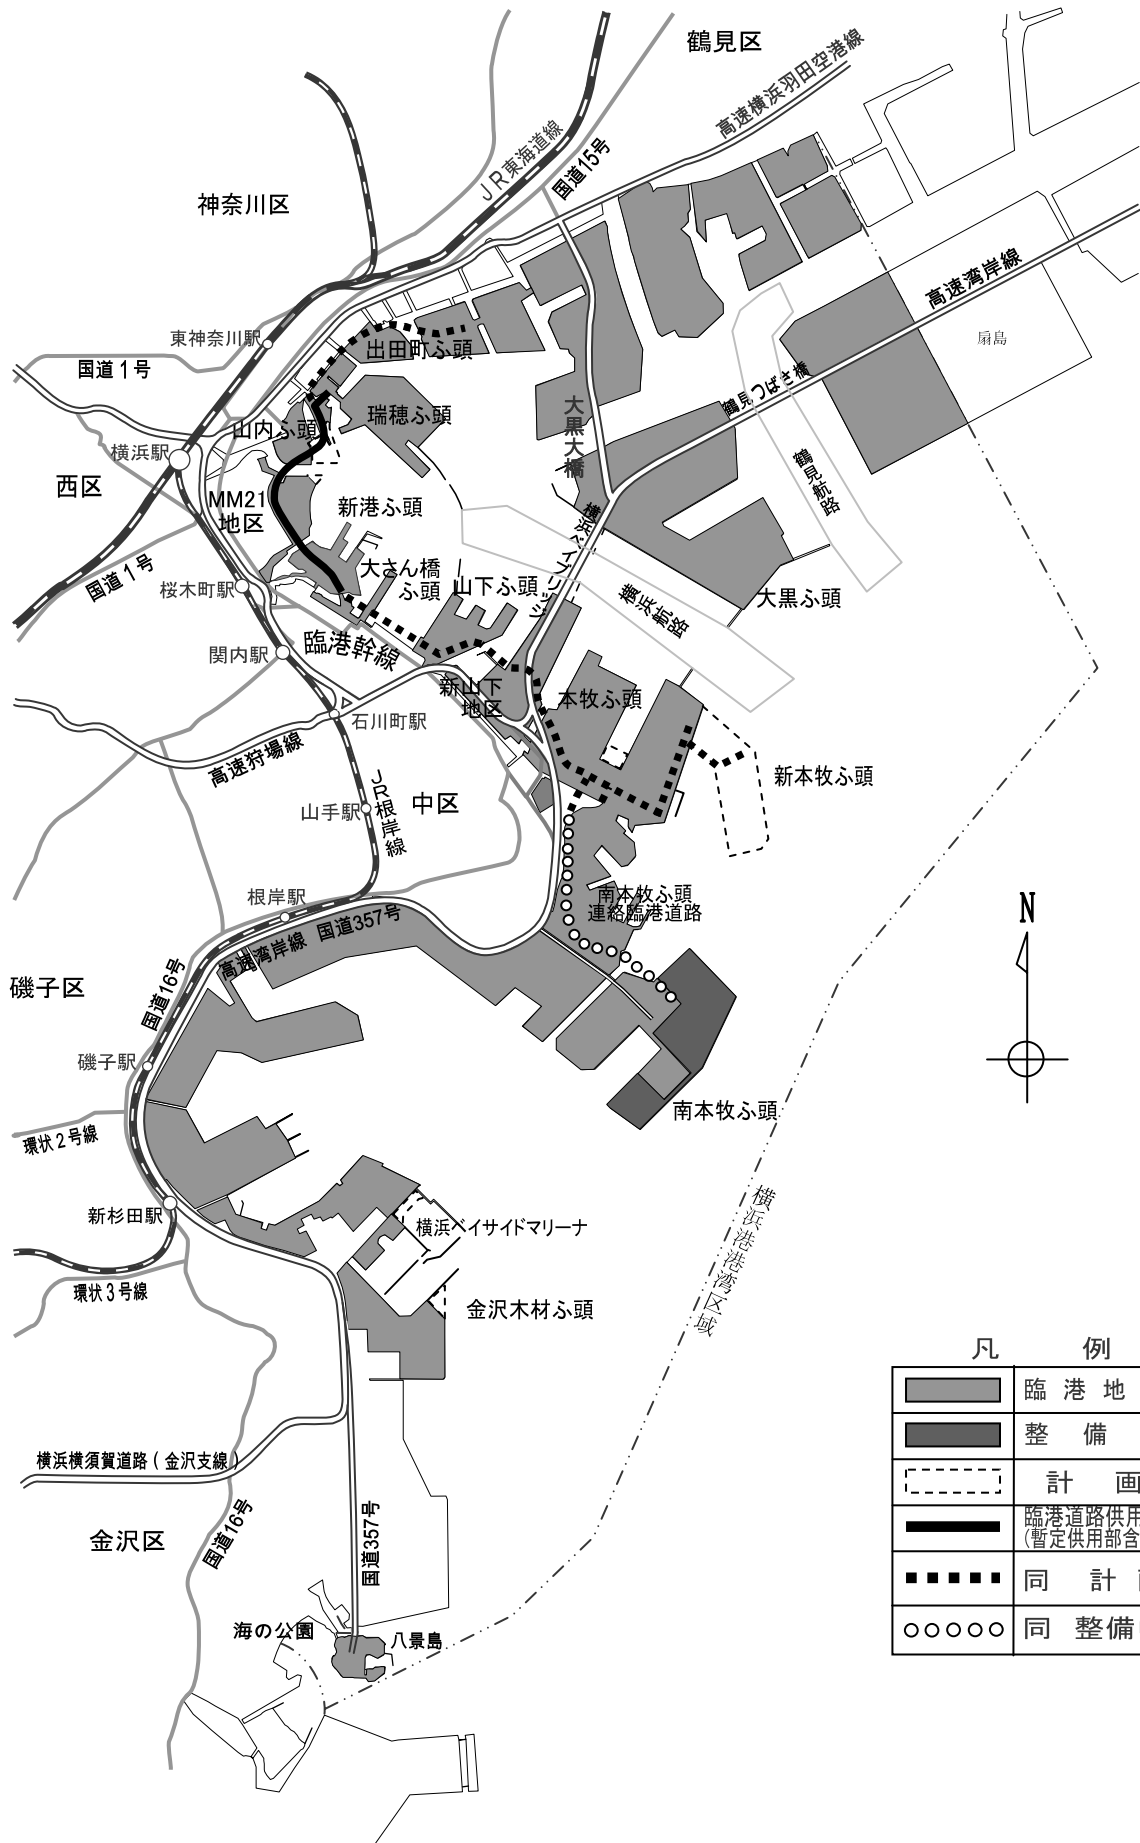 鶴見区
高速横浜羽田空港線
JR東海道線
国道15号
神奈川区
高速湾岸線
扇島
東神奈川駅
国道1号
出田町ふ頭
鶴見つばさ橋
瑞穂ふ頭
大黒大橋
山内ふ頭
横浜駅
鶴見航路
西区
MM21
地区
新港ふ頭
横浜ベイブリッジ
国道1号
桜木町駅
大さん橋
ふ頭
山下ふ頭
横浜航路
大黒ふ頭
臨港幹線
関内駅
新山下
地区
本牧ふ頭
石川町駅
高速狩場線
新本牧ふ頭
JR根岸線
山手駅
中区
根岸駅
南本牧ふ頭
連絡臨港道路
高速湾岸線 国道357号
N
国道16号
磯子区
磯子駅
南本牧ふ頭
環状2号線
横浜港港湾区域
新杉田駅
横浜ベイサイドマリーナ
環状3号線
金沢木材ふ頭
凡 例
臨 港 地
整 備
計 画
臨港道路供用
(暫定供用部含
同 計
同 整備
横浜横須賀道路(金沢支線)
国道16号
国道357号
金沢区
海の公園
八景島